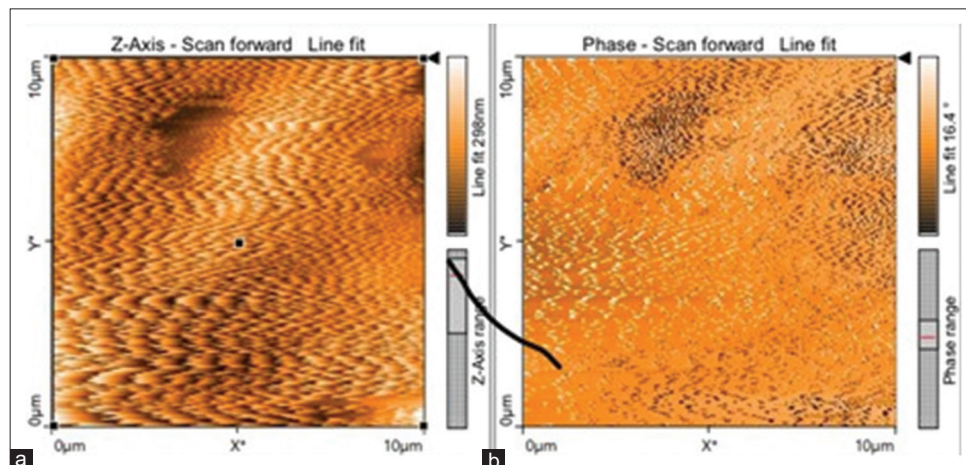 Z-Axis - Scan forward Line fit
10µm
Y*
0µm
0µm
X*
10µm
Line fit 298nm
Z-Axis range
a
Phase - Scan forward Line fit
10µm
Y*
0µm
0µm
X*
10µm
Line fit 16.4 °
Phase range
b